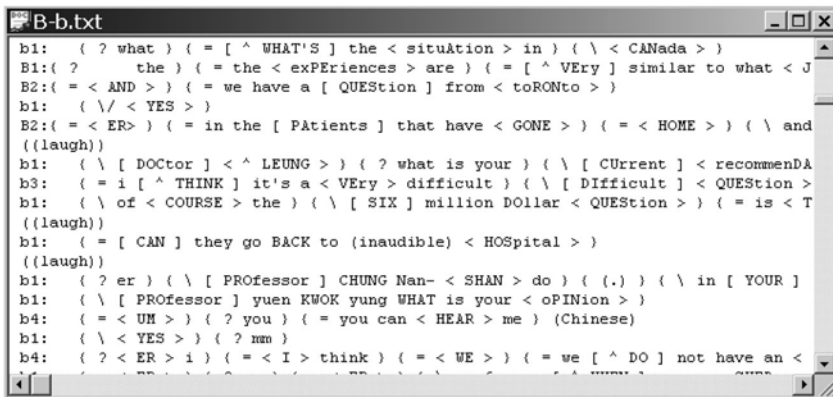 B-b.txt
b1: ( ? what ) ( = [ ^ WHAT'S ] the < situAtion > in ) ( \ < CANada > )
B1:( ? the ) ( = the < exPEriences > are ) ( = [ ^ VEry ] similar to what < J
B2:( = < AND > ) ( = we have a [ QUEStion ] from < toRONto > )
b1: ( \/ < YES > )
B2:( = < ER> ) ( = in the [ PAtients ] that have < GONE > ) ( = < HOME > ) ( \ and
((laugh))
b1: ( \ [ DOCtor ] < ^ LEUNG > ) ( ? what is your ) ( \ [ CUrrent ] < recommenDA
b3: ( = i [ ^ THINK ] it's a < VEry > difficult ) ( \ [ DIfficult ] < QUEStion >
b1: ( \ of < COURSE > the ) ( \ [ SIX ] million DOllar < QUEStion > ) ( = is < T
((laugh))
b1: ( = [ CAN ] they go BACK to (inaudible) < HOSpital > )
((laugh))
b1: ( ? er ) ( \ [ PROfessor ] CHUNG Nan- < SHAN > do ) ( (.) ) ( \ in [ YOUR ]
b1: ( \ [ PROfessor ] yuen KWOK yung WHAT is your < oPINion > )
b4: ( = < UM > ) ( ? you ) ( = you can < HEAR > me ) (Chinese)
b1: ( \ < YES > ) ( ? mm )
b4: ( ? < ER > i ) ( = < I > think ) ( = < WE > ) ( = we [ ^ DO ] not have an <